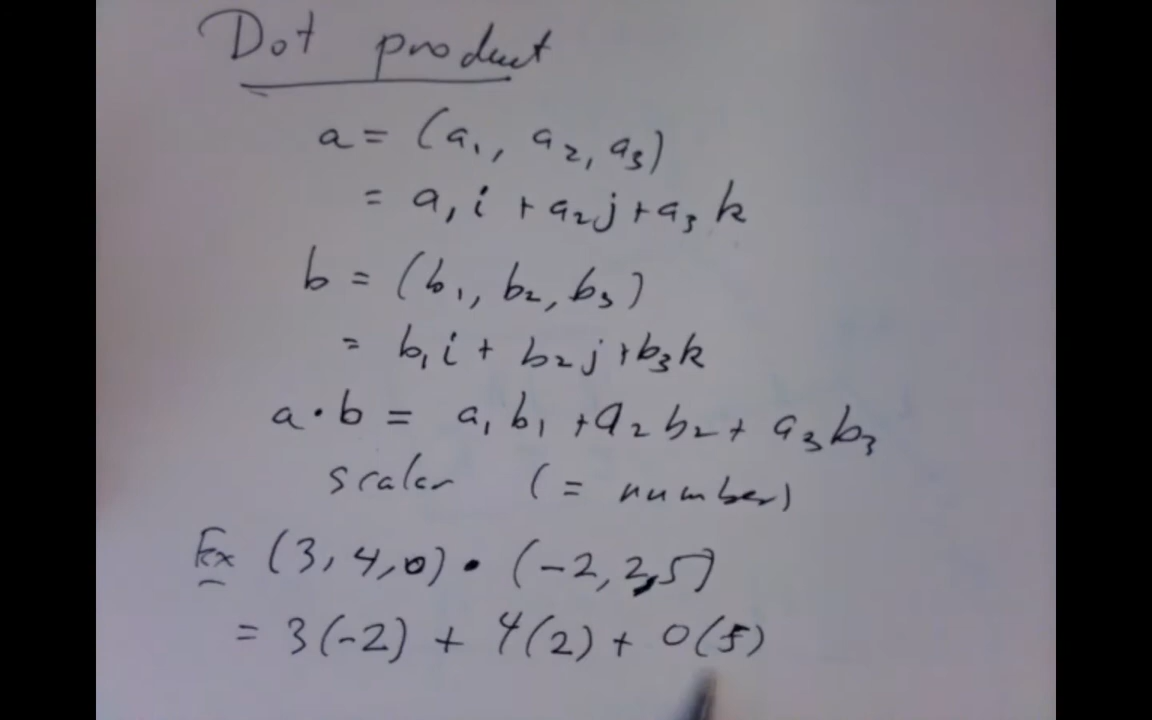 Dot product
a = (a₁, a₂, a₃)
= a₁i + a₂j + a₃k
b = (b₁, b₂, b₃)
= b₁i + b₂j + b₃k
a · b = a₁b₁ + a₂b₂ + a₃b₃
scalar (= number)
Ex (3, 4, 0) · (-2, 2, 5)
= 3(-2) + 4(2) + 0(5)